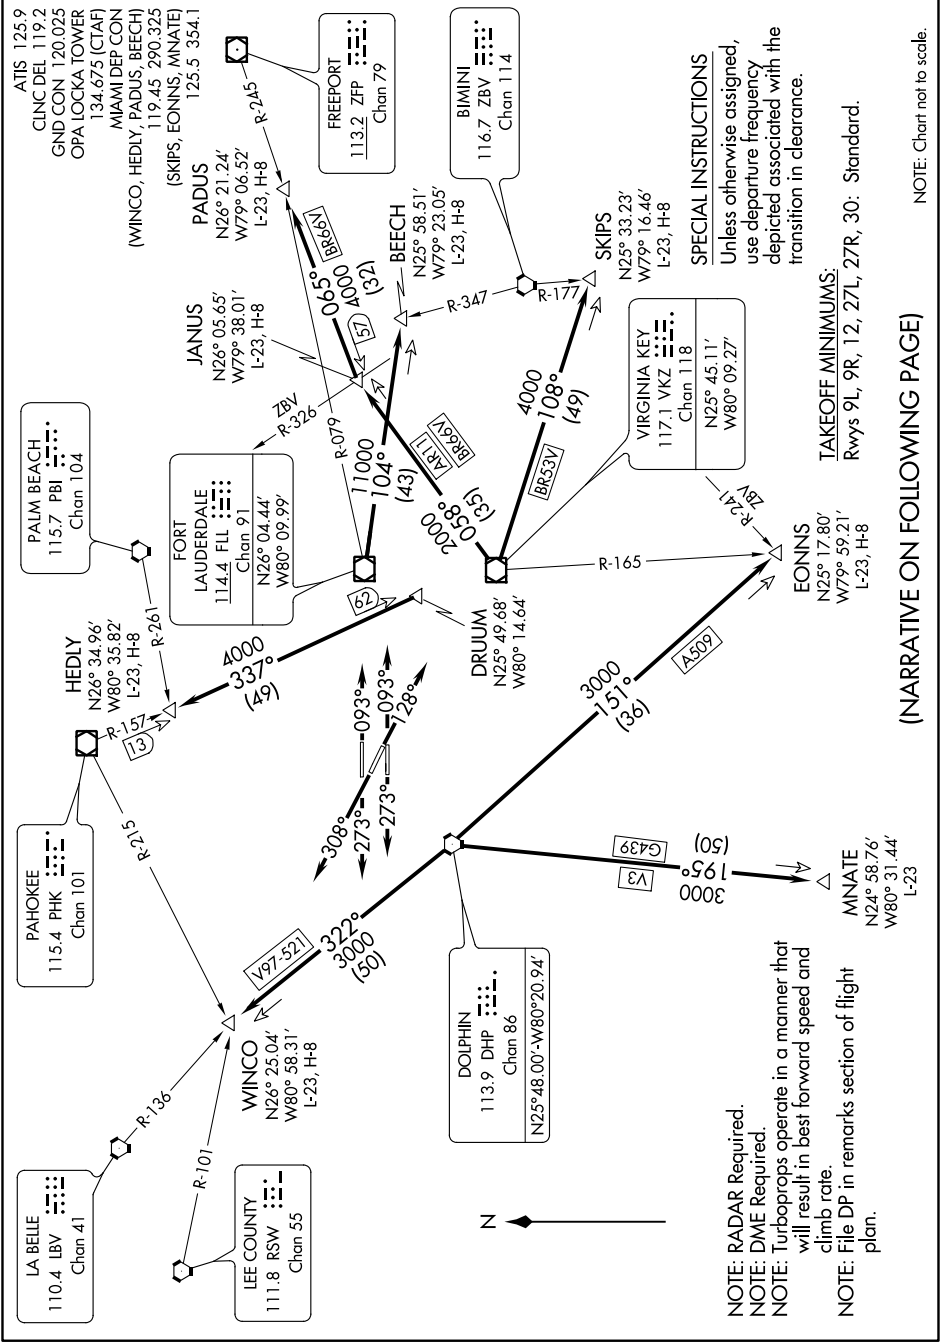 ATIS 125.9
CLNC DEL 119.2
GND CON 120.025
OPA LOCKA TOWER
134.675 (CTAF)
MIAMI DEP CON
(WINCO, HEDLY, PADUS, BEECH)
119.45 290.325
(SKIPS, EONNS, MNATE)
125.5 354.1
LA BELLE
110.4 LBV
Chan 41
LEE COUNTY
111.8 RSW
Chan 55
R-136
R-101
PAHOKEE
115.4 PHK
Chan 101
R-215
R-157
13
HEDLY
N26° 34.96'
W80° 35.82'
L-23, H-8
PALM BEACH
115.7 PBI
Chan 104
R-261
WINCO
N26° 25.04'
W80° 58.31'
L-23, H-8
V97-521
322°
3000
(50)
4000
337°
(49)
62
FORT
LAUDERDALE
114.4 FLL
Chan 91
N26° 04.44'
W80° 09.99'
JANUS
N26° 05.65'
W79° 38.01'
L-23, H-8
PADUS
N26° 21.24'
W79° 06.52'
L-23, H-8
R-245
FREEPORT
113.2 ZFP
Chan 79
BR66V
065°
4000
(32)
57
ZBV
R-326
R-079
11000
104°
(43)
BEECH
N25° 58.51'
W79° 23.05'
L-23, H-8
BIMINI
116.7 ZBV
Chan 114
R-347
R-177
SKIPS
N25° 33.23'
W79° 16.46'
L-23, H-8
AR11
BR66V
2000
058°
(35)
BR53V
4000
108°
(49)
308°
273°
273°
093°
093°
128°
DRUUM
N25° 49.68'
W80° 14.64'
VIRGINIA KEY
117.1 VKZ
Chan 118
N25° 45.11'
W80° 09.27'
R-165
R-241
ZBV
EONNS
N25° 17.80'
W79° 59.21'
L-23, H-8
A509
3000
151°
(36)
DOLPHIN
113.9 DHP
Chan 86
N25°48.00'-W80°20.94'
V3
G439
3000
195°
(50)
MNATE
N24° 58.76'
W80° 31.44'
L-23
N
SPECIAL INSTRUCTIONS
Unless otherwise assigned,
use departure frequency
depicted associated with the
transition in clearance.
TAKEOFF MINIMUMS:
Rwys 9L, 9R, 12, 27L, 27R, 30: Standard.
NOTE: RADAR Required.
NOTE: DME Required.
NOTE: Turboprops operate in a manner that
will result in best forward speed and
climb rate.
NOTE: File DP in remarks section of flight
plan.
(NARRATIVE ON FOLLOWING PAGE)
NOTE: Chart not to scale.